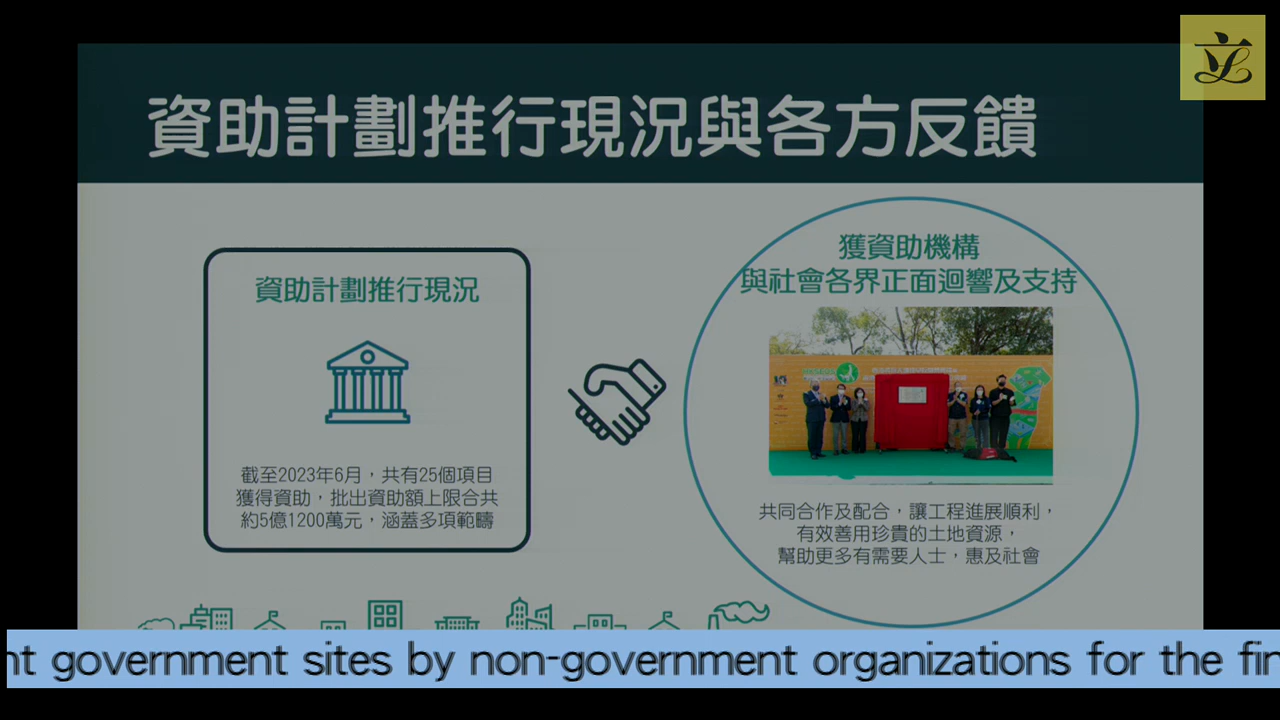 資助計劃推行現況與各方反饋
資助計劃推行現況
截至2023年6月，共有25個項目
獲得資助，批出資助額上限合共
約5億1200萬元，涵蓋多項範疇
獲資助機構
與社會各界正面迴響及支持
共同合作及配合，讓工程進展順利，
有效善用珍貴的土地資源，
幫助更多有需要人士，惠及社會
government sites by non-government organizations for the